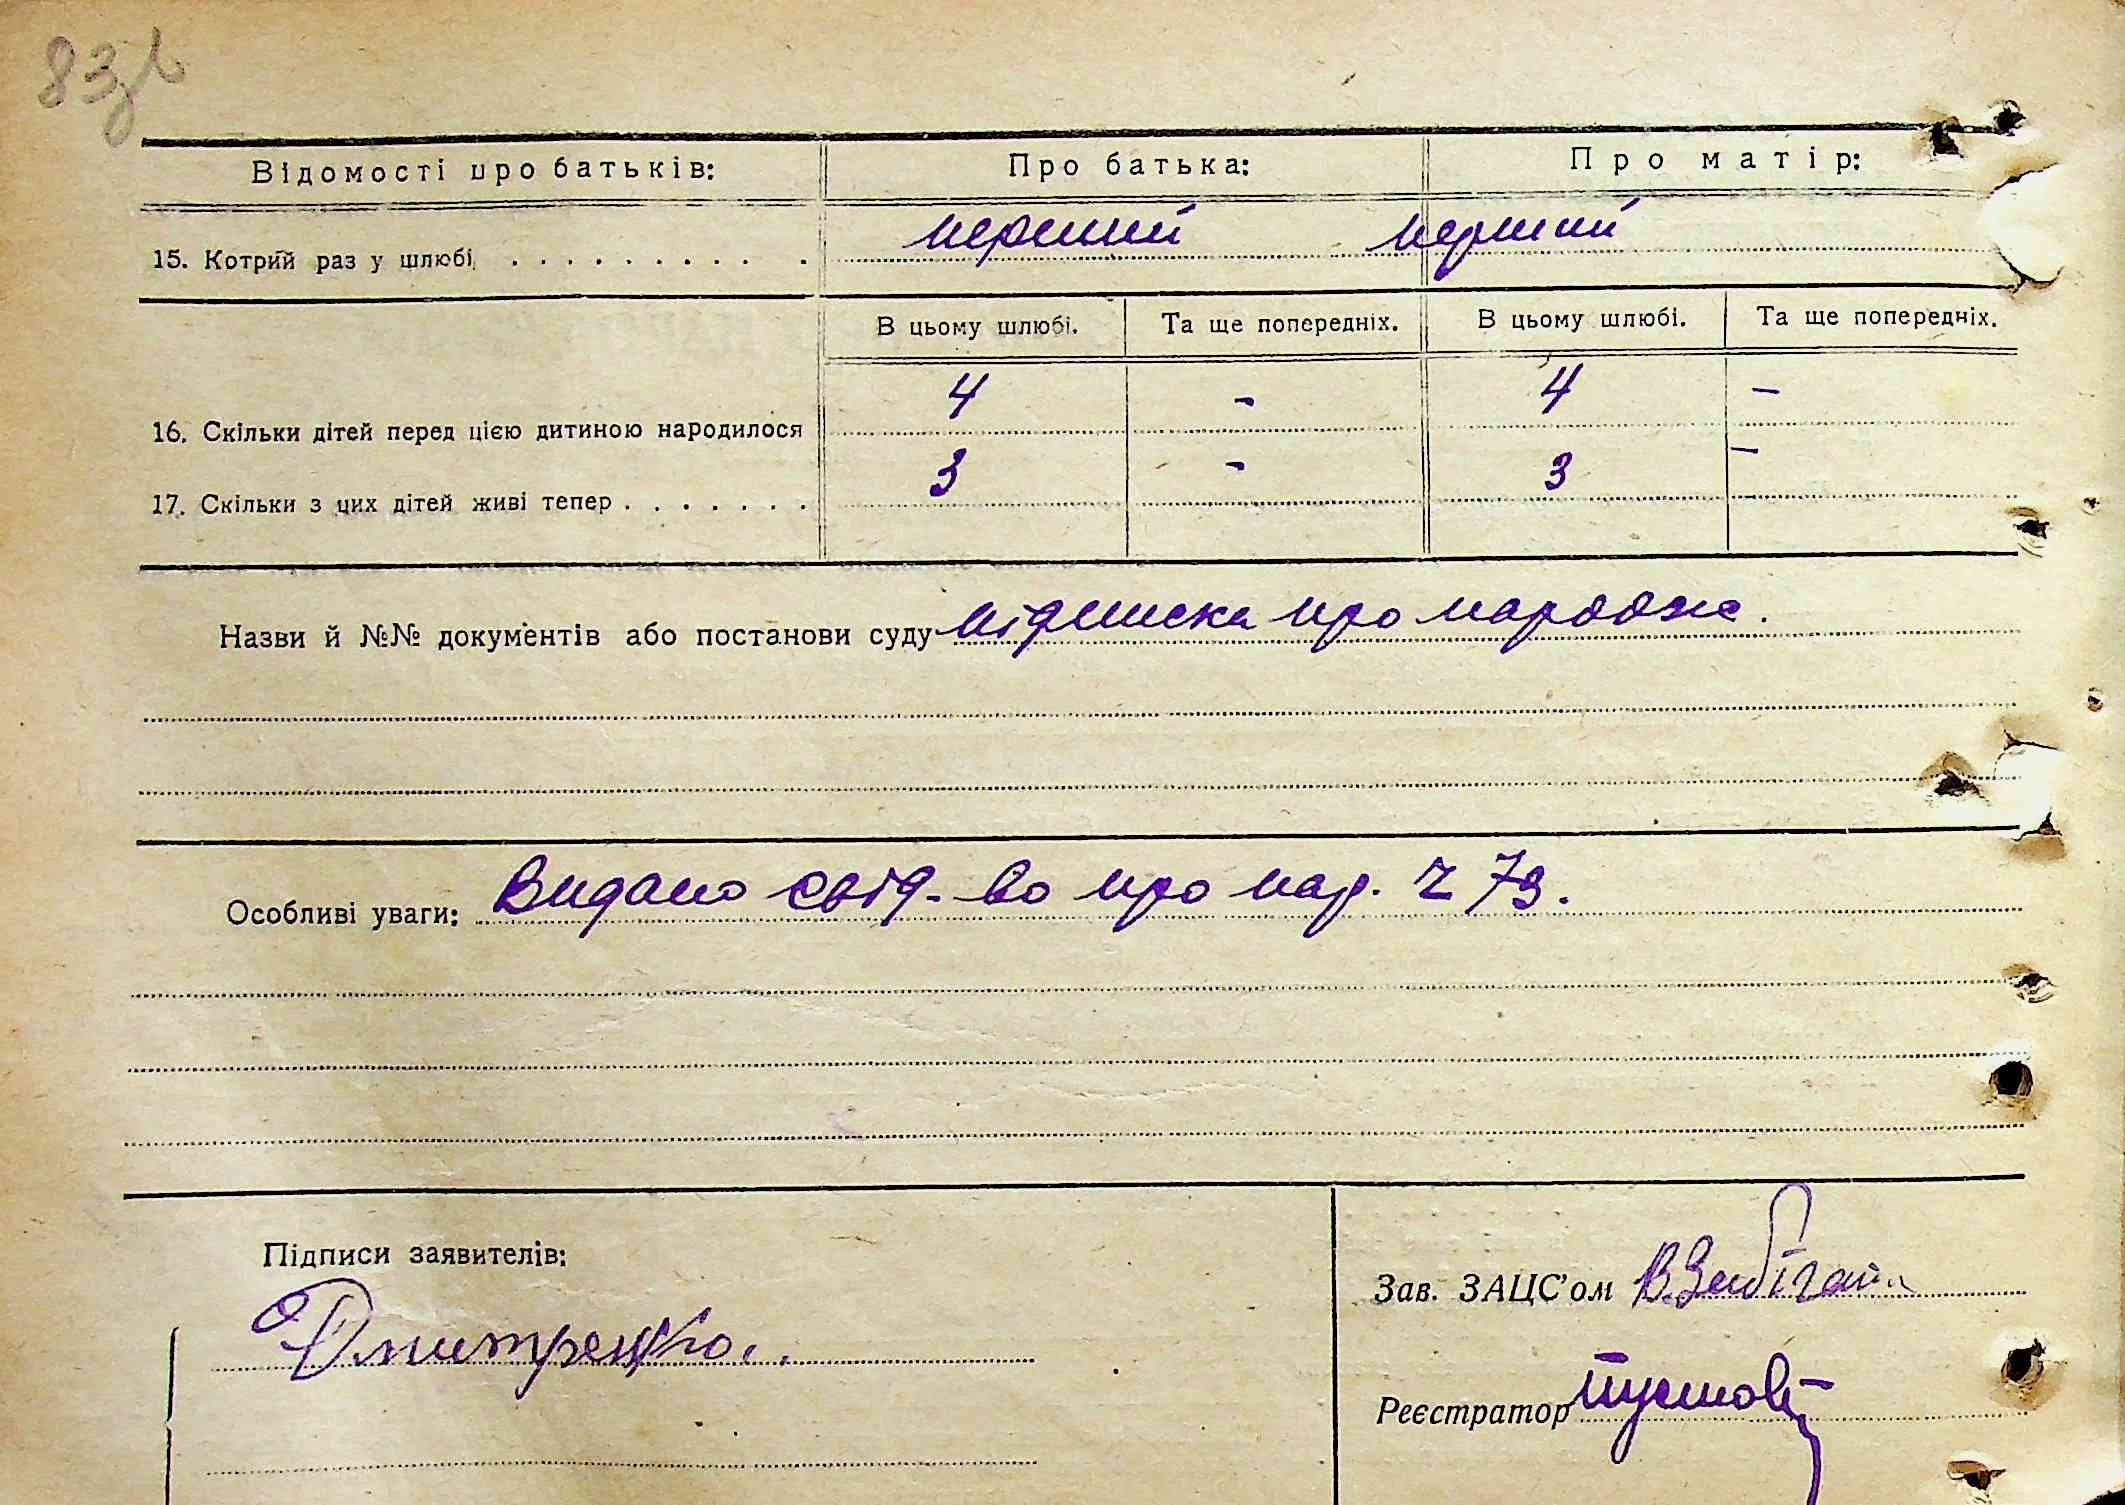 83зв
Відомості про батьків: Про батька: Про матір:
15. Котрий раз у шлюбі . . . . . . . . . . перший перший
В цьому шлюбі. Та ще попередніх. В цьому шлюбі. Та ще попередніх.
16. Скільки дітей перед цією дитиною народилося 4 - 4 -
17. Скільки з цих дітей живі тепер . . . . . . . 3 - 3 -
Назви й №№ документів або постанови суду підписка про народж.
Особливі уваги: Видано свід-во про нар. ч 73.
Підписи заявителів:
Зав. ЗАЦС'ом В.
Дмитренко
Реєстратор